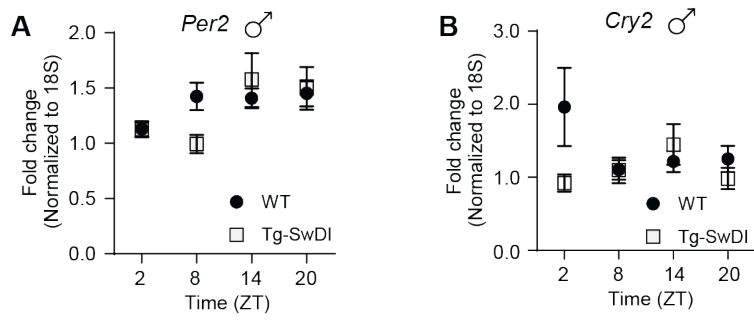 A
Per2 ♂
2.0
1.5
1.0
0.5
0.0
Fold change
(Normalized to 18S)
WT
Tg-SwDI
2 8 14 20
Time (ZT)
B
Cry2 ♂
3.0
2.0
1.0
0.0
Fold change
(Normalized to 18S)
WT
Tg-SwDI
2 8 14 20
Time (ZT)